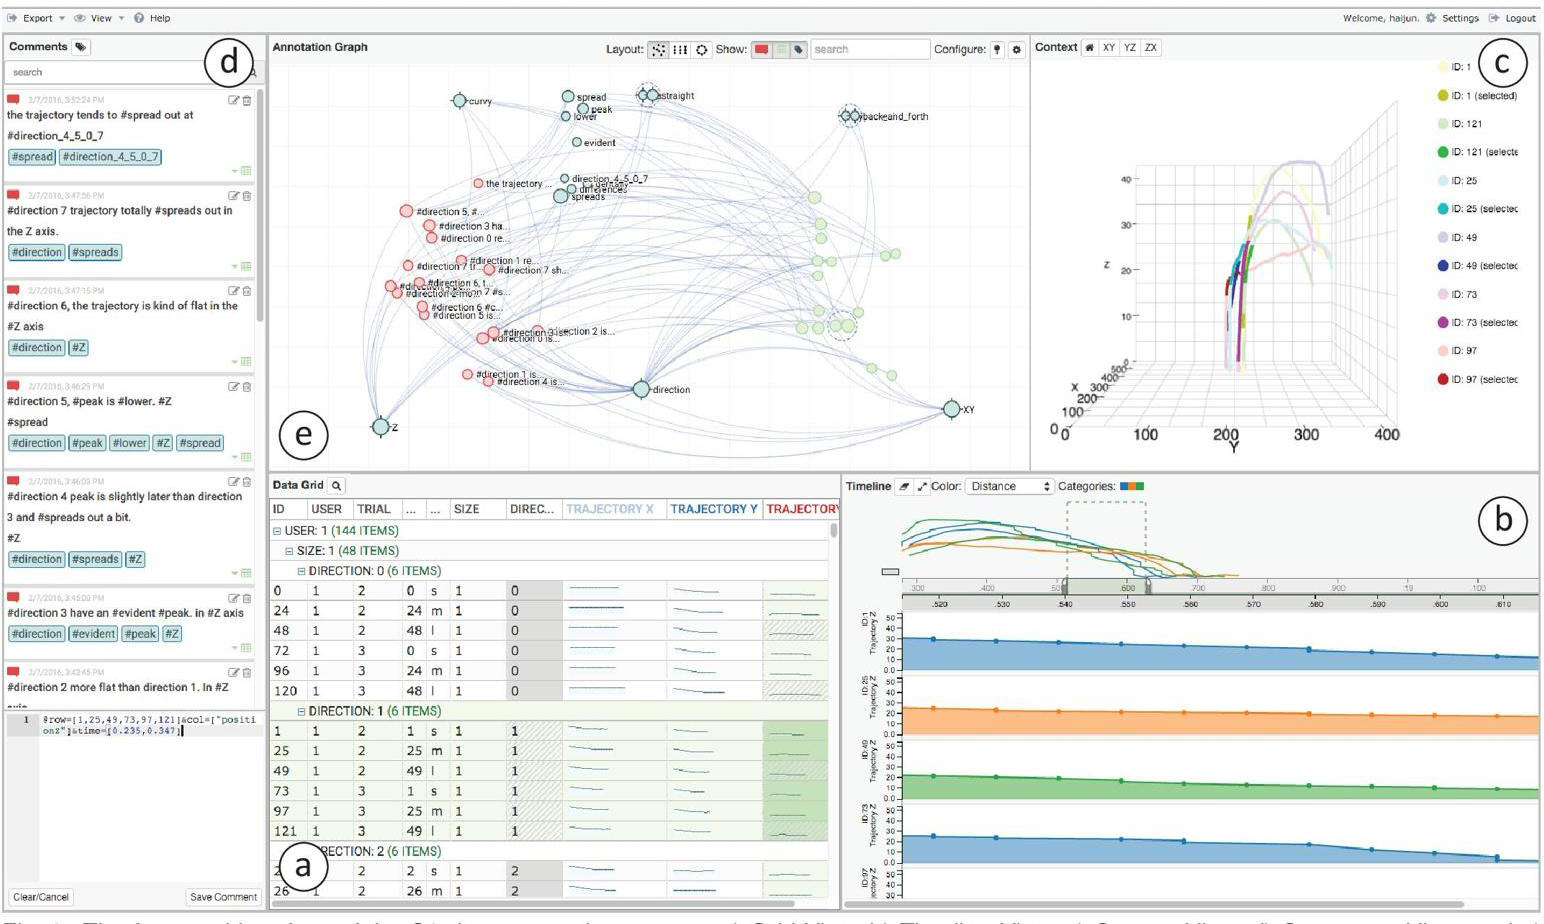 Export View Help
Welcome, haijun. Settings Logout
Comments
d
search
2/7/2016, 3:52:24 PM
the trajectory tends to #spread out at
#direction_4_5_0_7
#spread #direction_4_5_0_7
2/7/2016, 3:47:56 PM
#direction 7 trajectory totally #spreads out in
the Z axis.
#direction #spreads
2/7/2016, 3:47:15 PM
#direction 6, the trajectory is kind of flat in the
#Z axis
#direction #Z
2/7/2016, 3:46:29 PM
#direction 5, #peak is #lower. #Z
#spread
#direction #peak #lower #Z #spread
2/7/2016, 3:46:03 PM
#direction 4 peak is slightly later than direction
3 and #spreads out a bit.
#Z
#direction #spreads #Z
2/7/2016, 3:45:09 PM
#direction 3 have an #evident #peak. in #Z axis
#direction #evident #peak #Z
2/7/2016, 3:43:45 PM
#direction 2 more flat than direction 1. In #Z
1 @row=[1,25,49,73,97,121]&col=["positi
onZ"]&time=[0.235,0.347]
Clear/Cancel Save Comment
Annotation Graph
Layout: Show: search Configure:
curvy
spread
peak
lower
straight
backeand_forth
evident
direction_4_5_0_7
differences
spreads
the trajectory ...
#direction 5, #...
#direction 3 ha...
#direction 0 re...
#direction 1 re...
#direction 7 tr...
#direction 7 sh...
#direction 6, t...
#direction 6 #c...
#direction 5 is...
#direction 3 is...
#direction 2 is...
#direction 0 is...
#direction 1 is...
#direction 4 is...
direction
XY
Z
e
Context XY YZ ZX
c
ID: 1
ID: 1 (selected)
ID: 121
ID: 121 (selecte
ID: 25
ID: 25 (selectec
ID: 49
ID: 49 (selectec
ID: 73
ID: 73 (selectec
ID: 97
ID: 97 (selectec
40
30
Z
20
10
0
500
400
X 300
200
100
0 0 100 200 300 400
Y
Data Grid
ID USER TRIAL ... ... SIZE DIREC... TRAJECTORY X TRAJECTORY Y TRAJECTORY
USER: 1 (144 ITEMS)
SIZE: 1 (48 ITEMS)
DIRECTION: 0 (6 ITEMS)
0 1 2 0 s 1 0
24 1 2 24 m 1 0
48 1 2 48 l 1 0
72 1 3 0 s 1 0
96 1 3 24 m 1 0
120 1 3 48 l 1 0
DIRECTION: 1 (6 ITEMS)
1 1 2 1 s 1 1
25 1 2 25 m 1 1
49 1 2 49 l 1 1
73 1 3 1 s 1 1
97 1 3 25 m 1 1
121 1 3 49 l 1 1
RECTION: 2 (6 ITEMS)
2 2 2 s 1 2
26 2 26 m 1 2
a
Timeline Color: Distance Categories:
b
300 400 500 .600 700 800 900 :19 :100
.520 .530 .540 .550 .560 .570 .580 .590 .600 .610
ID:1
Trajectory Z
50
40
30
20
10
0.0
ID:25
Trajectory Z
50
40
30
20
10
0.0
ID:49
Trajectory Z
50
40
30
20
10
0.0
ID:73
Trajectory Z
50
40
30
20
10
0.0
ID:97
50
40
30